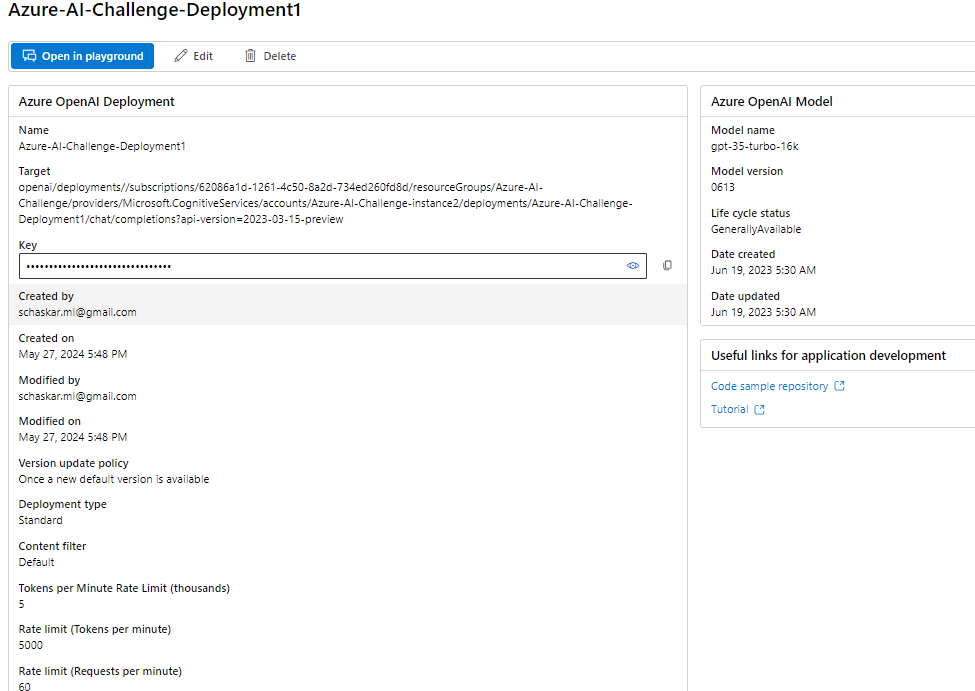 Azure-AI-Challenge-Deployment1
Open in playground
Edit
Delete
Azure OpenAI Deployment
Name
Azure-AI-Challenge-Deployment1
Target
openai/deployments//subscriptions/62086a1d-1261-4c50-8a2d-734ed260fd8d/resourceGroups/Azure-AI-
Challenge/providers/Microsoft.CognitiveServices/accounts/Azure-AI-Challenge-instance2/deployments/Azure-AI-Challenge-
Deployment1/chat/completions?api-version=2023-03-15-preview
Key
••••••••••••••••••••••••••••••••
Created by
schaskar.ml@gmail.com
Created on
May 27, 2024 5:48 PM
Modified by
schaskar.ml@gmail.com
Modified on
May 27, 2024 5:48 PM
Version update policy
Once a new default version is available
Deployment type
Standard
Content filter
Default
Tokens per Minute Rate Limit (thousands)
5
Rate limit (Tokens per minute)
5000
Rate limit (Requests per minute)
60
Azure OpenAI Model
Model name
gpt-35-turbo-16k
Model version
0613
Life cycle status
GenerallyAvailable
Date created
Jun 19, 2023 5:30 AM
Date updated
Jun 19, 2023 5:30 AM
Useful links for application development
Code sample repository
Tutorial